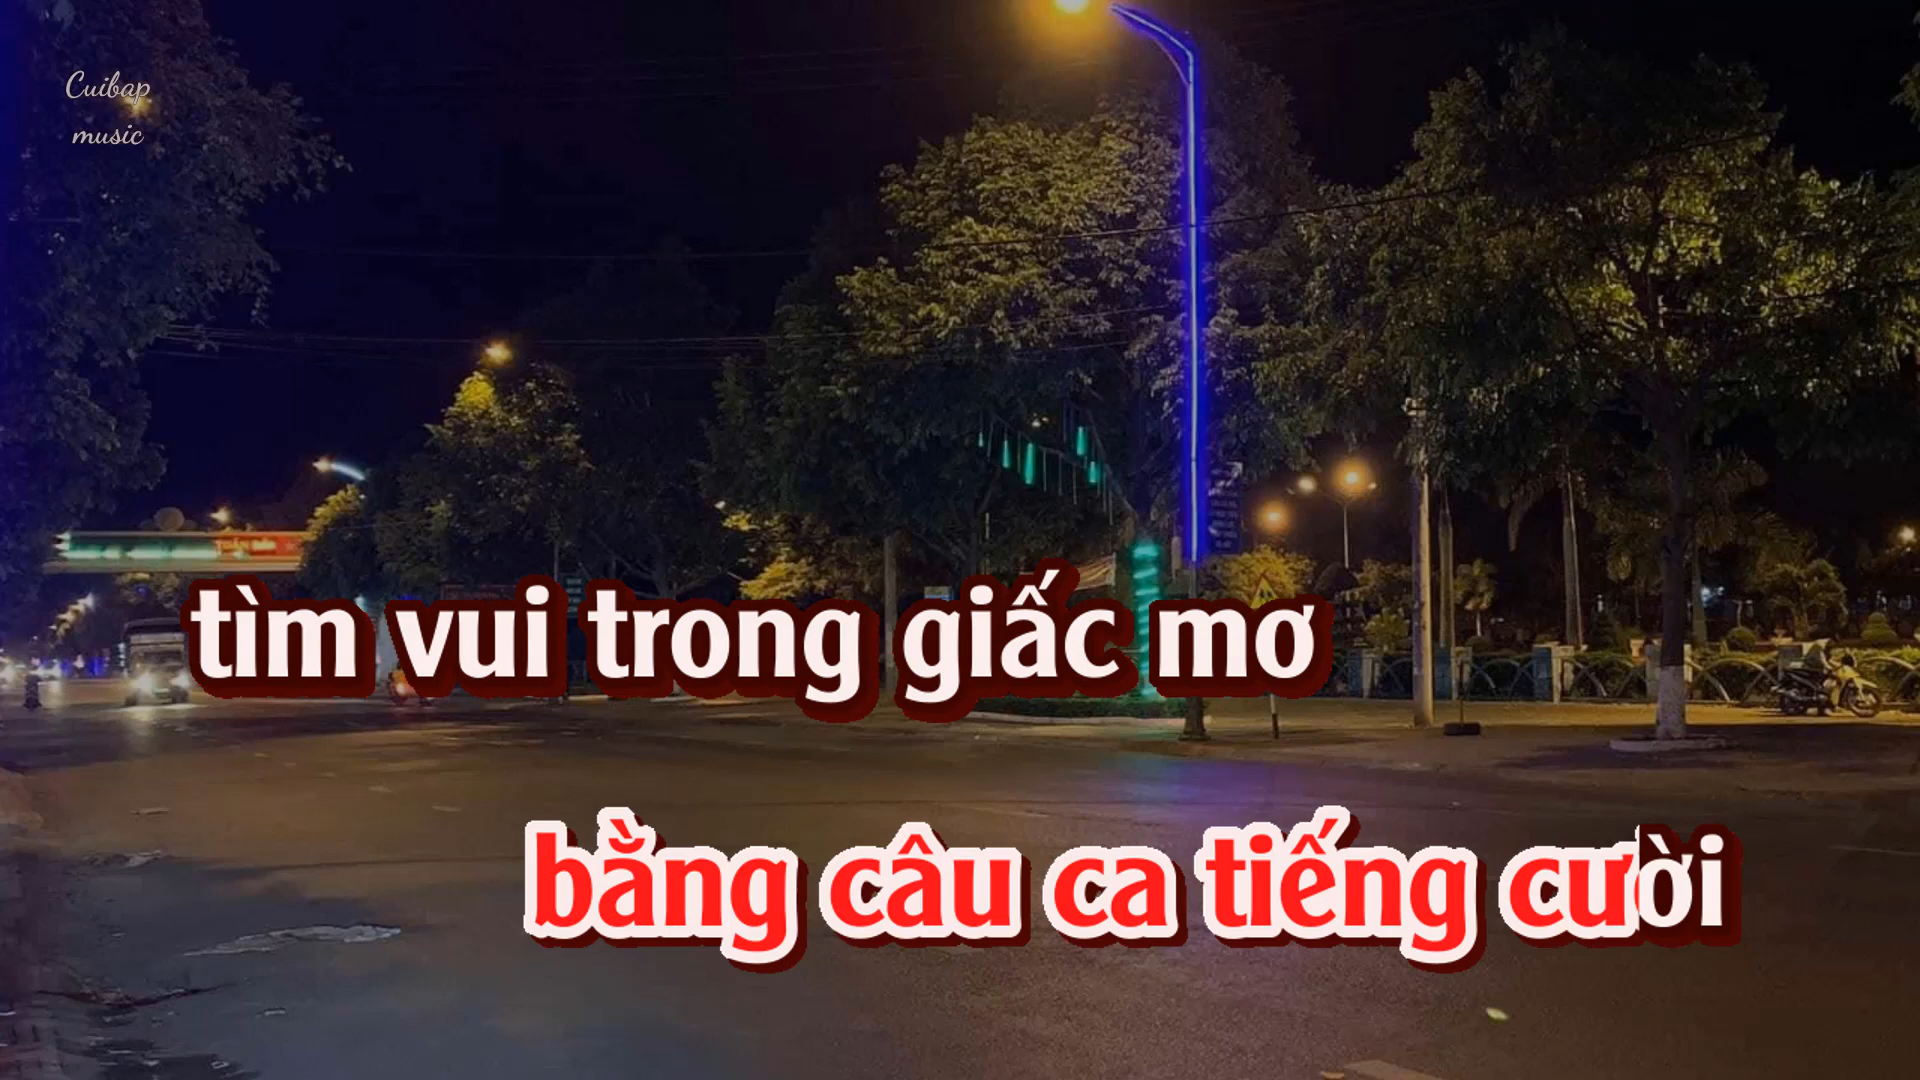 Cuibap
music
tìm vui trong giấc mơ
bằng câu ca tiếng cười